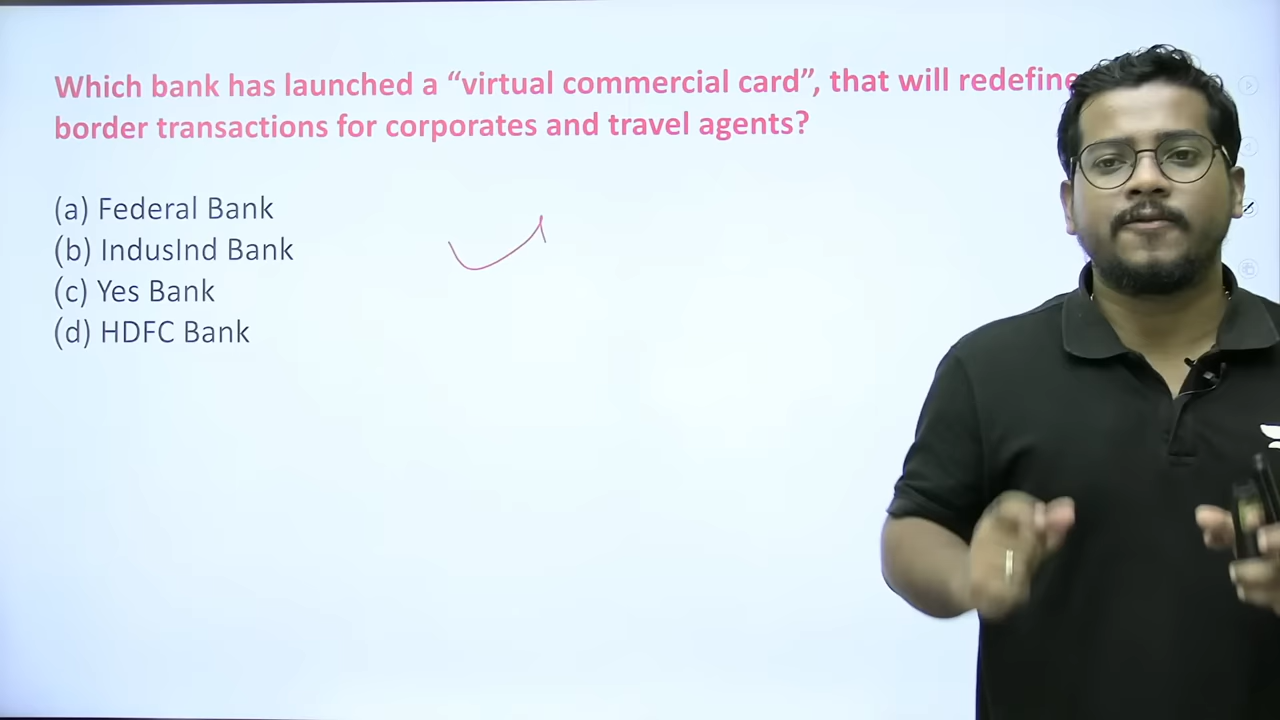 Which bank has launched a “virtual commercial card”, that will redefine
border transactions for corporates and travel agents?
(a) Federal Bank
(b) IndusInd Bank
(c) Yes Bank
(d) HDFC Bank